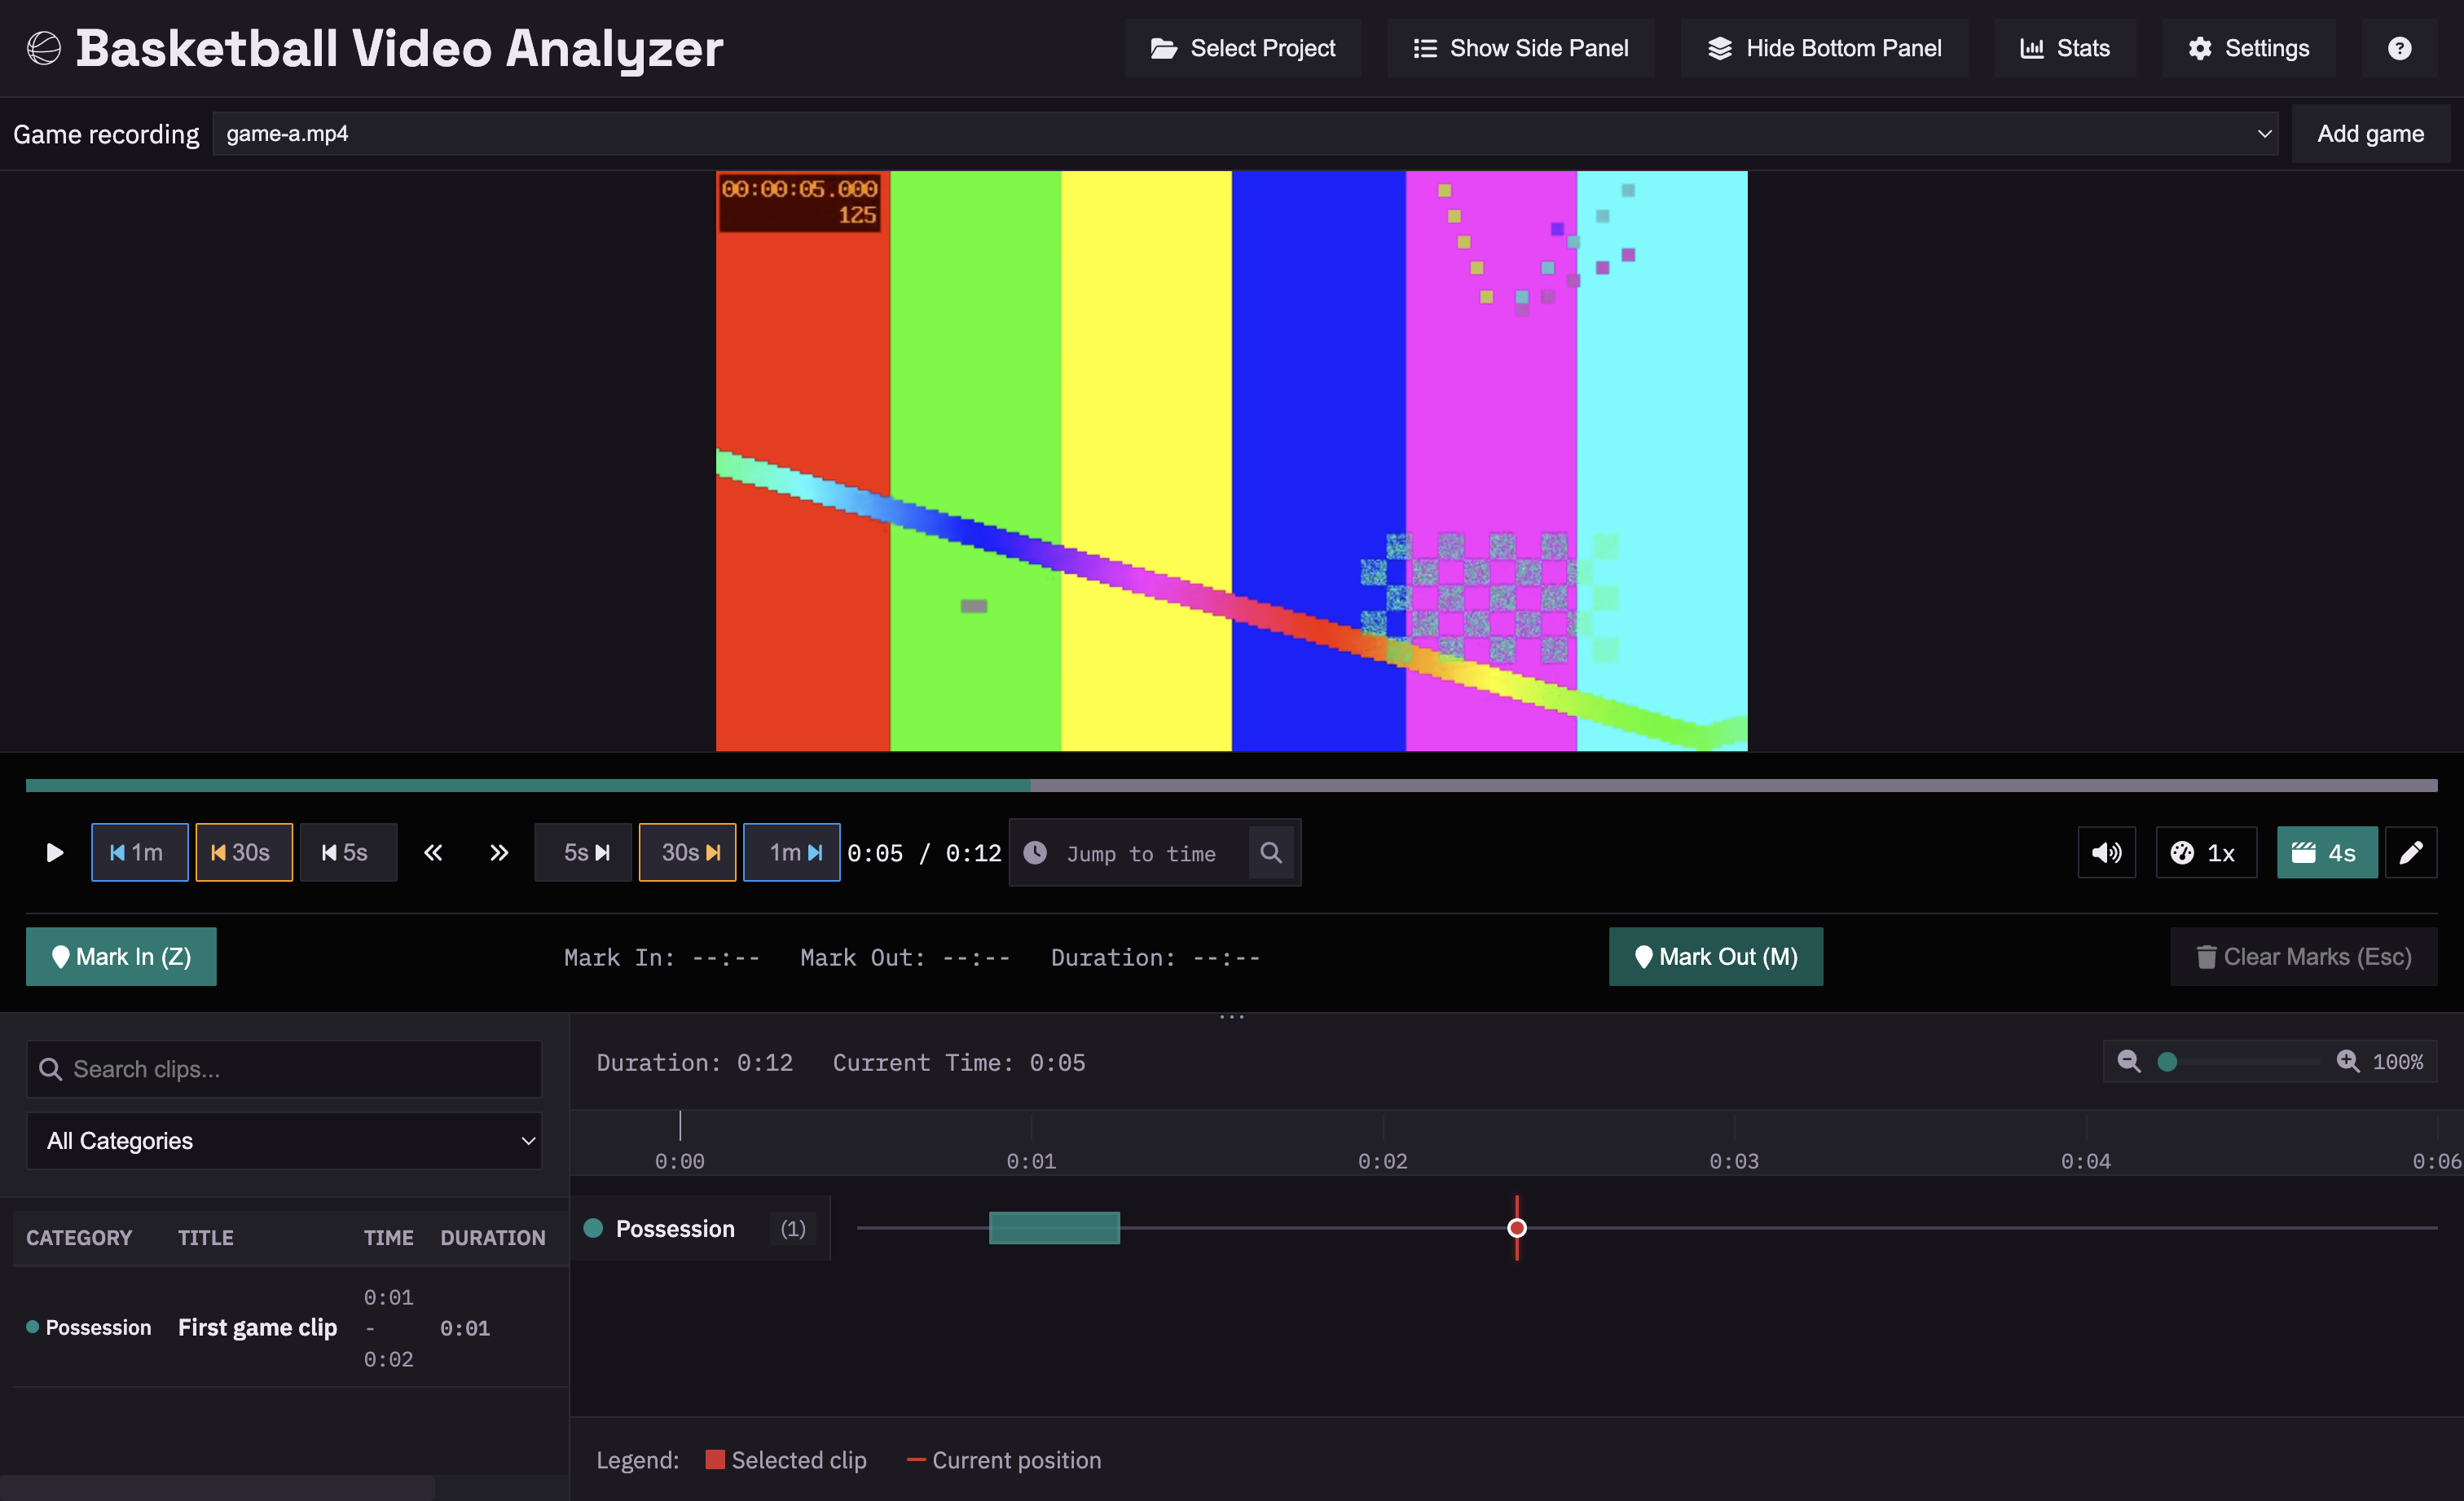 Basketball Video Analyzer
Select Project
Show Side Panel
Hide Bottom Panel
Stats
Settings
?
Game recording
game-a.mp4
Add game
00:00:05.000
125
1m
30s
5s
5s
30s
1m
0:05 / 0:12
Jump to time
1x
4s
Mark In (Z)
Mark In: --:--
Mark Out: --:--
Duration: --:--
Mark Out (M)
Clear Marks (Esc)
Search clips...
All Categories
CATEGORY TITLE TIME DURATION
Possession First game clip 0:01 - 0:02 0:01
Duration: 0:12
Current Time: 0:05
100%
0:00 0:01 0:02 0:03 0:04 0:06
Possession (1)
Legend: Selected clip Current position